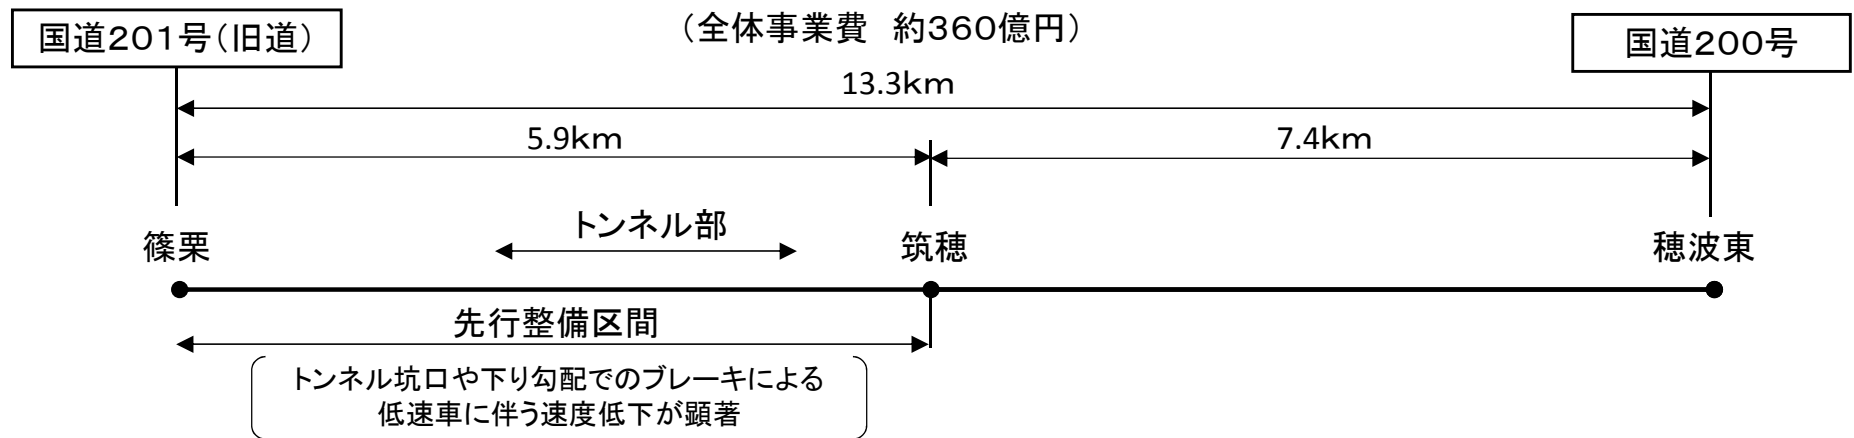 国道201号(旧道)
(全体事業費 約360億円)
国道200号
13.3km
5.9km
7.4km
トンネル部
篠栗
筑穂
穂波東
先行整備区間
トンネル坑口や下り勾配でのブレーキによる
低速車に伴う速度低下が顕著